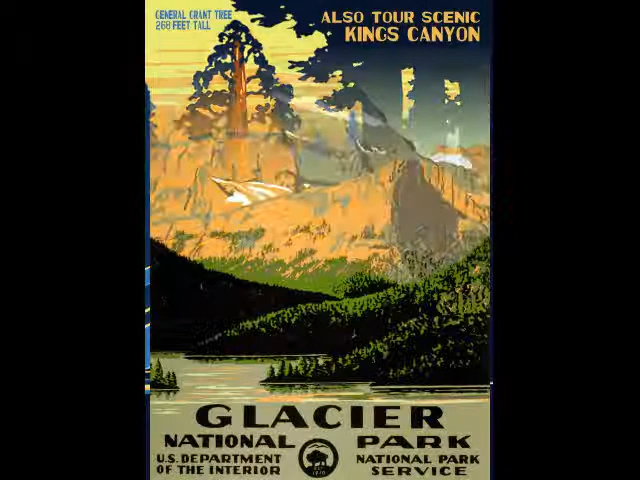 GENERAL GRANT TREE
268 FEET TALL
ALSO TOUR SCENIC
KINGS CANYON
GLACIER
NATIONAL PARK
U.S. DEPARTMENT
OF THE INTERIOR
NATIONAL PARK
SERVICE